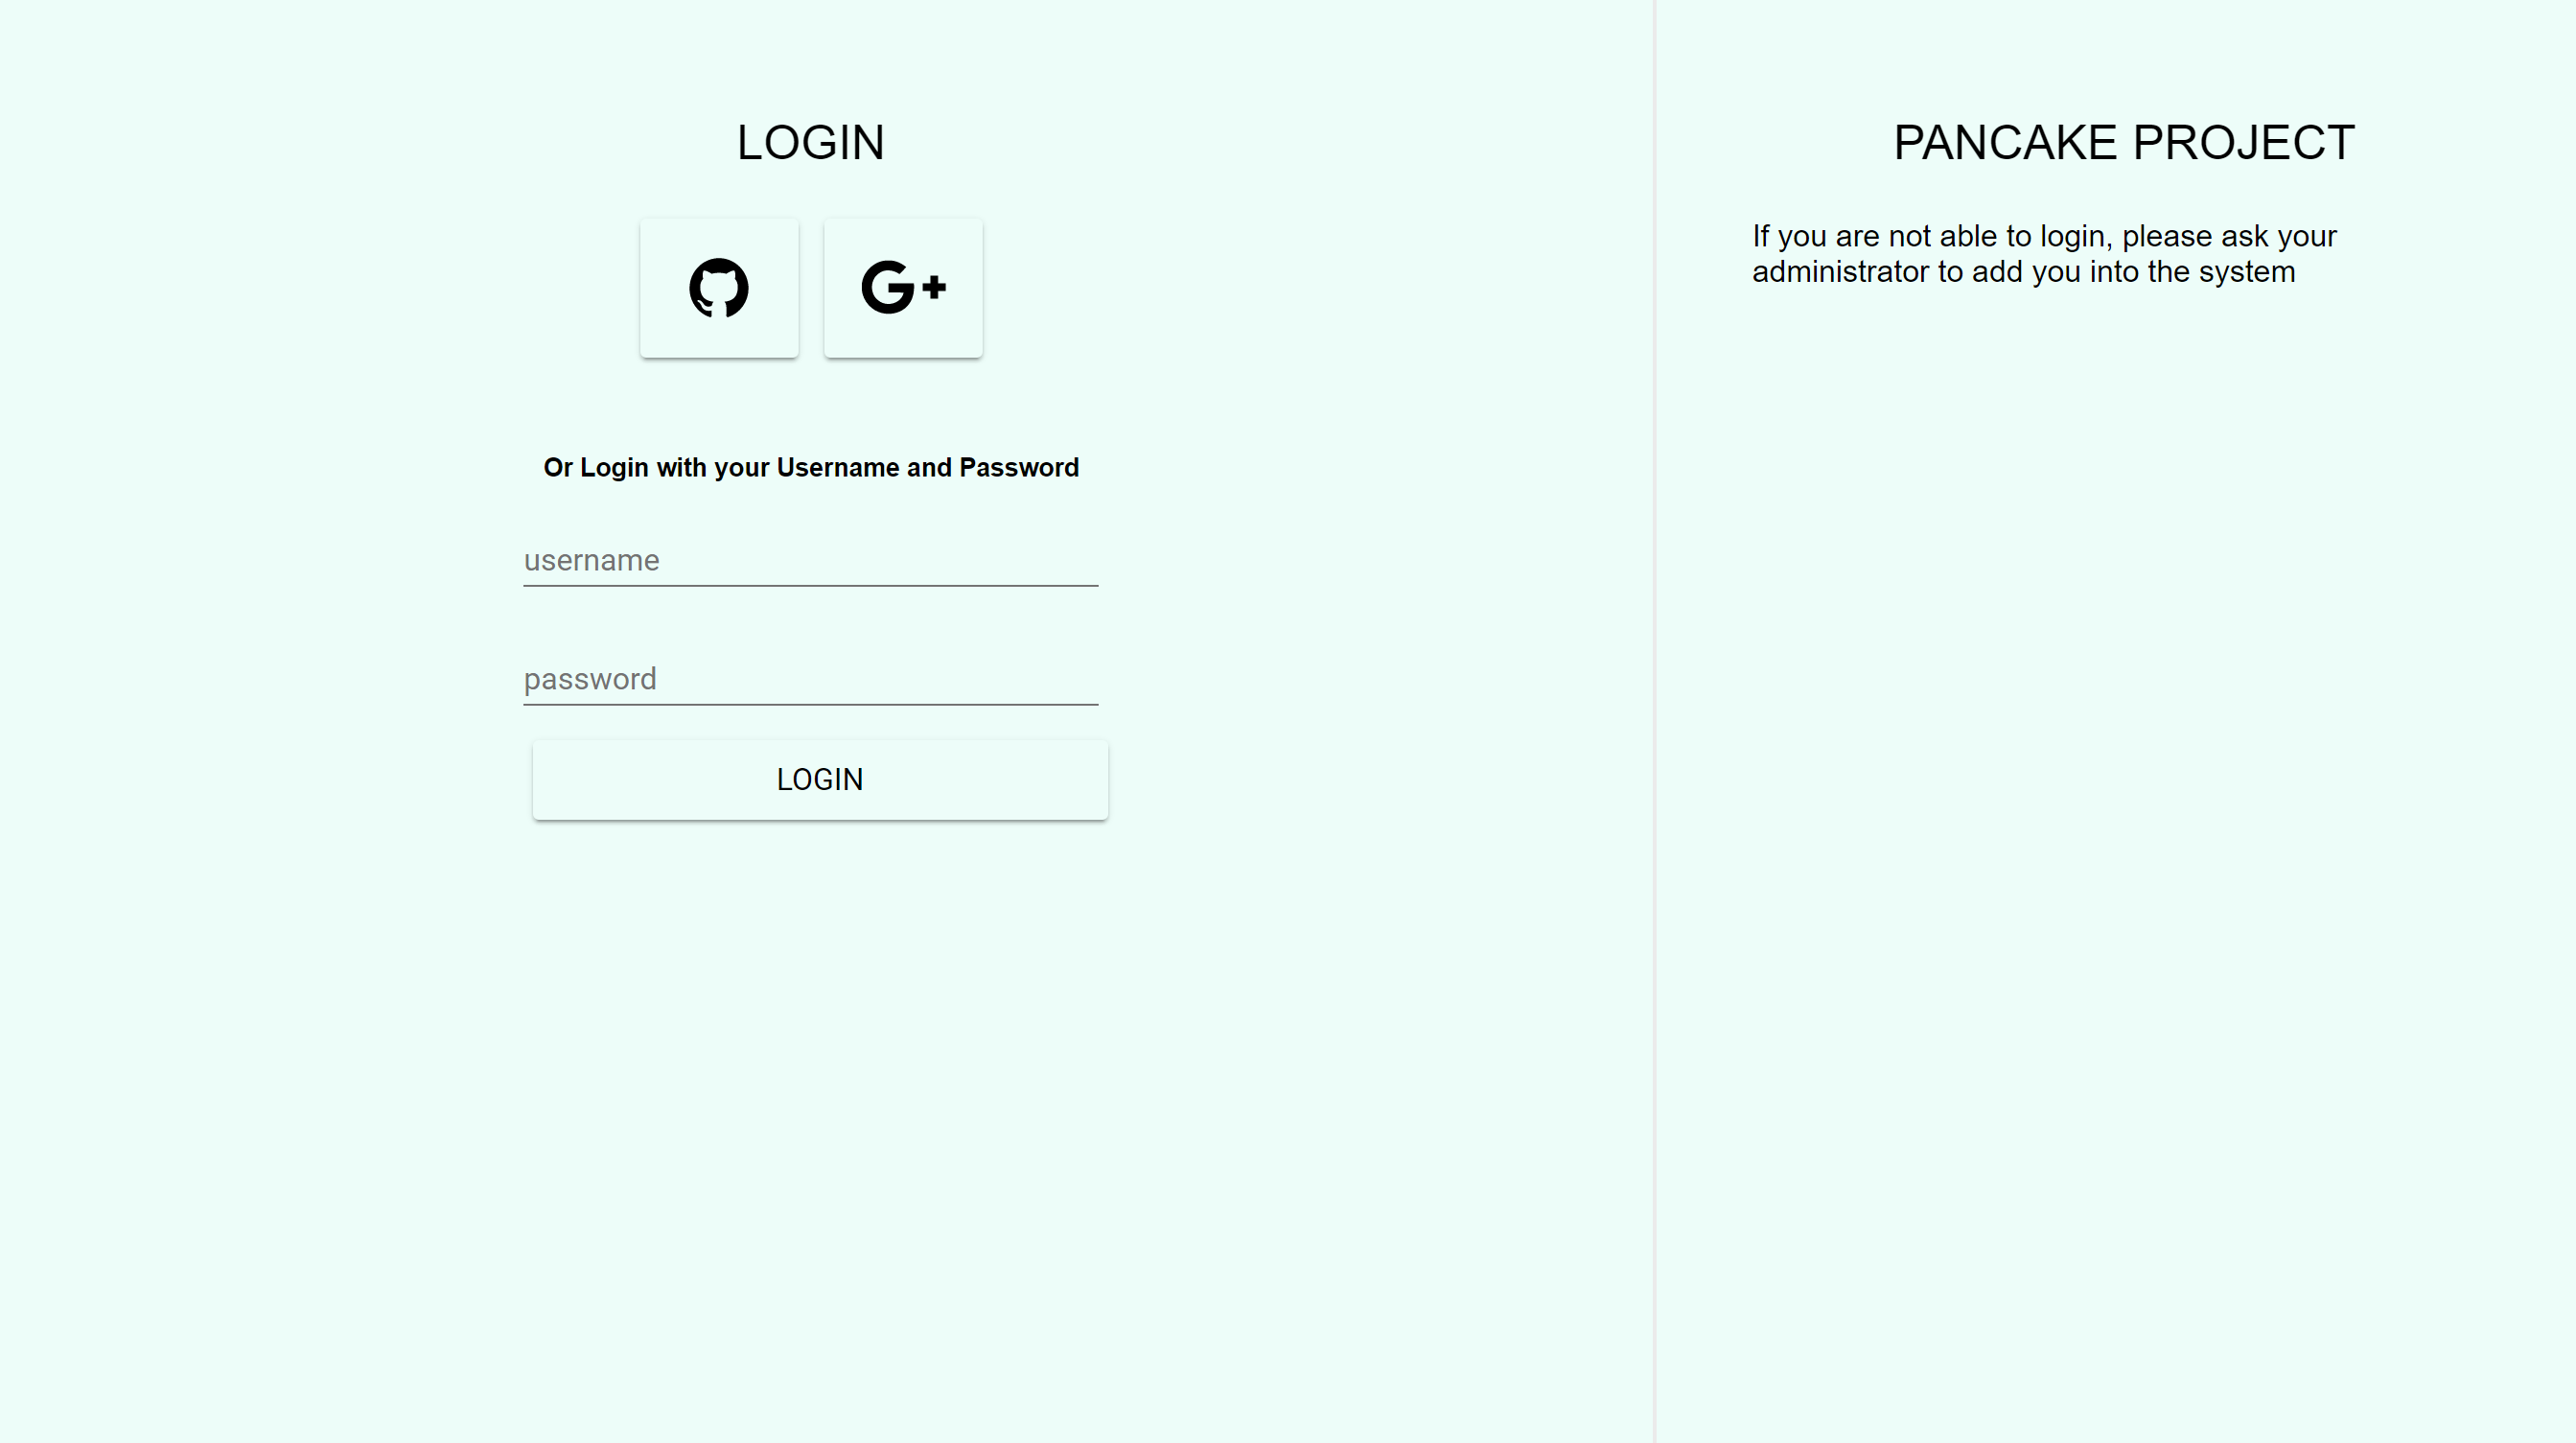 LOGIN
G+
Or Login with your Username and Password
username
password
LOGIN
PANCAKE PROJECT
If you are not able to login, please ask your
administrator to add you into the system